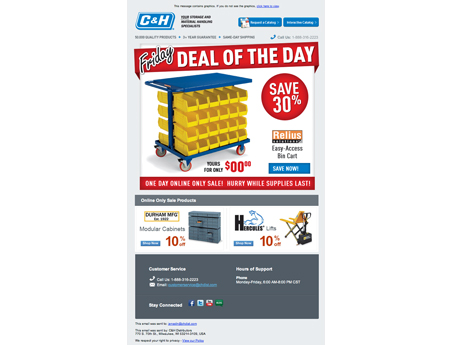 This message contains graphics. If you do not see the graphics, click here to view.
C&H
YOUR STORAGE AND
MATERIAL HANDLING
SPECIALISTS
Request a Catalog
Interactive Catalog
50,000 QUALITY PRODUCTS • 3+ YEAR GUARANTEE • SAME-DAY SHIPPING
Call Us: 1-888-316-2223
Friday DEAL OF THE DAY
SAVE
30%
Relius
SOLUTIONS
Easy-Access
Bin Cart
YOURS
FOR ONLY $00.00
SAVE NOW!
ONE DAY ONLINE ONLY SALE! HURRY WHILE SUPPLIES LAST!
Online Only Sale Products
DURHAM MFG
Est. 1922
Modular Cabinets
Shop Now
10% off
HERCULES Lifts
Shop Now
10% off
Customer Service
Call Us: 1-888-316-2223
Email:
Hours of Support
Phone
Monday-Friday, 8:00 AM-8:00 PM CST
Stay Connected
This email was sent to:
This email was sent by: C&H Distributors
770 S. 70th St., Milwaukee, WI 53214-3109, USA
We respect your right to privacy - View our Policy